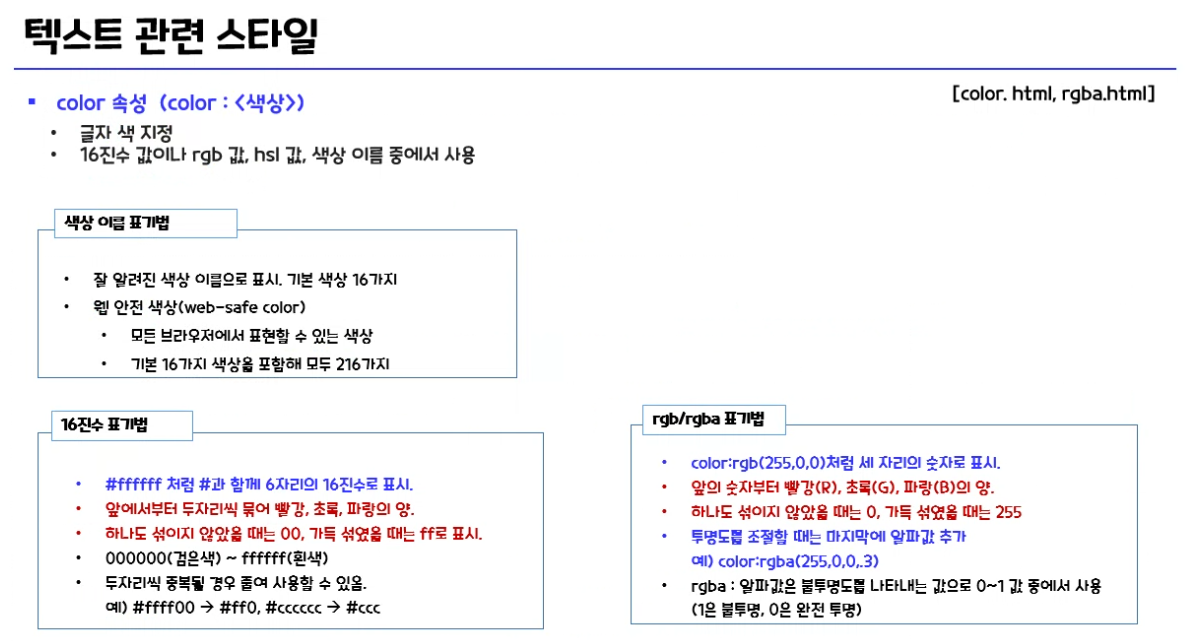 텍스트 관련 스타일
▪ color 속성 (color : <색상>)
[color. html, rgba.html]
• 글자 색 지정
• 16진수 값이나 rgb 값, hsl 값, 색상 이름 중에서 사용
색상 이름 표기법
• 잘 알려진 색상 이름으로 표시. 기본 색상 16가지
• 웹 안전 색상(web-safe color)
• 모든 브라우저에서 표현할 수 있는 색상
• 기본 16가지 색상을 포함해 모두 216가지
16진수 표기법
• #ffffff 처럼 #과 함께 6자리의 16진수로 표시.
• 앞에서부터 두자리씩 묶어 빨강, 초록, 파랑의 양.
• 하나도 섞이지 않았을 때는 00, 가득 섞였을 때는 ff로 표시.
• 000000(검은색) ~ ffffff(흰색)
• 두자리씩 중복될 경우 줄여 사용할 수 있음.
예) #ffff00 → #ff0, #cccccc → #ccc
rgb/rgba 표기법
• color:rgb(255,0,0)처럼 세 자리의 숫자로 표시.
• 앞의 숫자부터 빨강(R), 초록(G), 파랑(B)의 양.
• 하나도 섞이지 않았을 때는 0, 가득 섞였을 때는 255
• 투명도를 조절할 때는 마지막에 알파값 추가
예) color:rgba(255,0,0,.3)
• rgba : 알파값은 불투명도를 나타내는 값으로 0~1 값 중에서 사용
(1은 불투명, 0은 완전 투명)